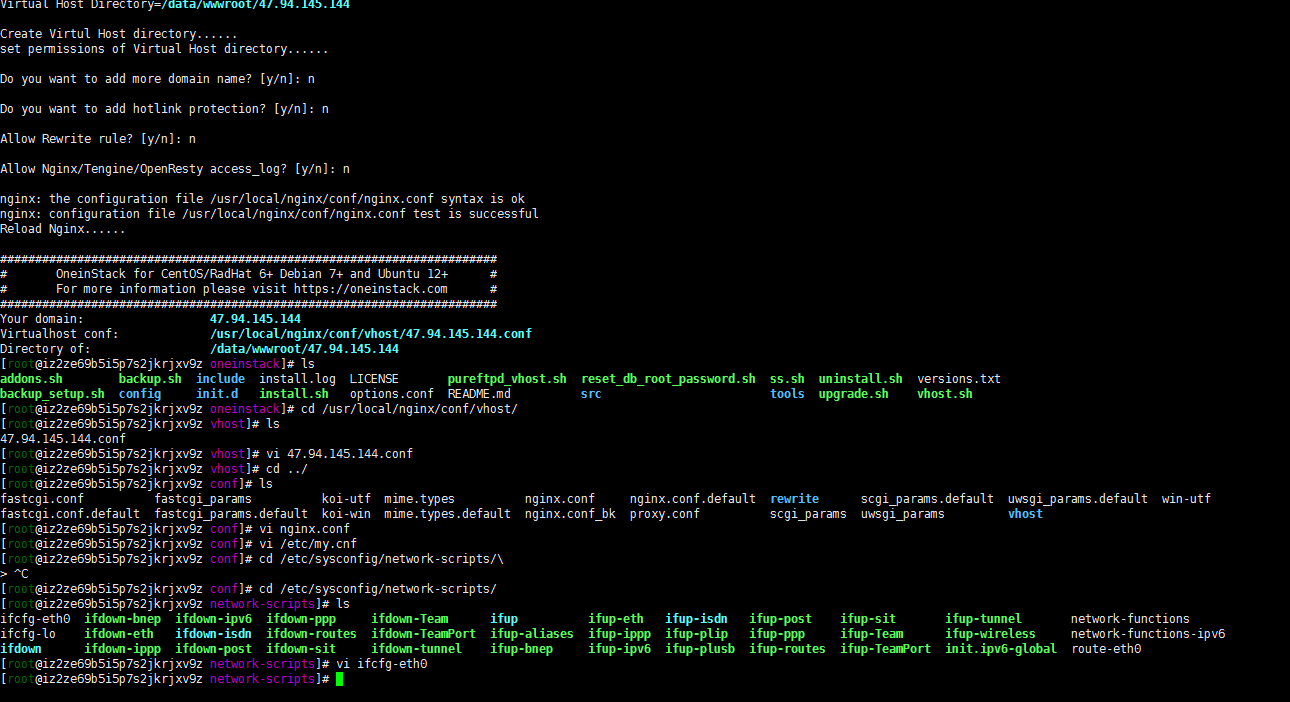 Virtual Host Directory=/data/wwwroot/47.94.145.144
Create Virtul Host directory......
set permissions of Virtual Host directory......
Do you want to add more domain name? [y/n]: n
Do you want to add hotlink protection? [y/n]: n
Allow Rewrite rule? [y/n]: n
Allow Nginx/Tengine/OpenResty access_log? [y/n]: n
nginx: the configuration file /usr/local/nginx/conf/nginx.conf syntax is ok
nginx: configuration file /usr/local/nginx/conf/nginx.conf test is successful
Reload Nginx......
#######################################################################
#       OneinStack for CentOS/RadHat 6+ Debian 7+ and Ubuntu 12+      #
#       For more information please visit https://oneinstack.com      #
#######################################################################
Your domain:                  47.94.145.144
Virtualhost conf:             /usr/local/nginx/conf/vhost/47.94.145.144.conf
Directory of:                 /data/wwwroot/47.94.145.144
[root@iz2ze69b5i5p7s2jkrjxv9z oneinstack]# ls
addons.sh        backup.sh  include  install.log  LICENSE       pureftpd_vhost.sh  reset_db_root_password.sh  ss.sh  uninstall.sh  versions.txt
backup_setup.sh  config     init.d   install.sh   options.conf  README.md          src                        tools  upgrade.sh    vhost.sh
[root@iz2ze69b5i5p7s2jkrjxv9z oneinstack]# cd /usr/local/nginx/conf/vhost/
[root@iz2ze69b5i5p7s2jkrjxv9z vhost]# ls
47.94.145.144.conf
[root@iz2ze69b5i5p7s2jkrjxv9z vhost]# vi 47.94.145.144.conf
[root@iz2ze69b5i5p7s2jkrjxv9z vhost]# cd ../
[root@iz2ze69b5i5p7s2jkrjxv9z conf]# ls
fastcgi.conf          fastcgi_params          koi-utf  mime.types          nginx.conf     nginx.conf.default  rewrite      scgi_params.default  uwsgi_params.default  win-utf
fastcgi.conf.default  fastcgi_params.default  koi-win  mime.types.default  nginx.conf_bk  proxy.conf          scgi_params  uwsgi_params         vhost
[root@iz2ze69b5i5p7s2jkrjxv9z conf]# vi nginx.conf
[root@iz2ze69b5i5p7s2jkrjxv9z conf]# vi /etc/my.cnf
[root@iz2ze69b5i5p7s2jkrjxv9z conf]# cd /etc/sysconfig/network-scripts/\
> ^C
[root@iz2ze69b5i5p7s2jkrjxv9z conf]# cd /etc/sysconfig/network-scripts/
[root@iz2ze69b5i5p7s2jkrjxv9z network-scripts]# ls
ifcfg-eth0  ifdown-bnep  ifdown-ipv6  ifdown-ppp     ifdown-Team      ifup          ifup-eth   ifup-isdn   ifup-post    ifup-sit       ifup-tunnel       network-functions
ifcfg-lo    ifdown-eth   ifdown-isdn  ifdown-routes  ifdown-TeamPort  ifup-aliases  ifup-ippp  ifup-plip   ifup-ppp     ifup-Team      ifup-wireless     network-functions-ipv6
ifdown      ifdown-ippp  ifdown-post  ifdown-sit     ifdown-tunnel    ifup-bnep     ifup-ipv6  ifup-plusb  ifup-routes  ifup-TeamPort  init.ipv6-global  route-eth0
[root@iz2ze69b5i5p7s2jkrjxv9z network-scripts]# vi ifcfg-eth0
[root@iz2ze69b5i5p7s2jkrjxv9z network-scripts]#